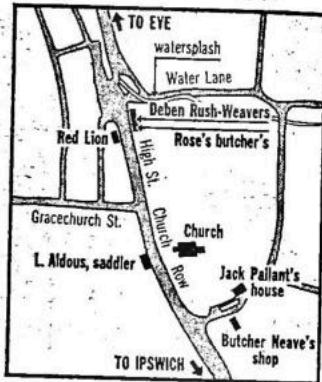 TO EYE
watersplash
Water Lane
Deben Rush-Weavers
Red Lion
Rose's butcher's
High St.
Gracechurch St.
Church
Church Row
L. Aldous, saddler
Jack Pallant's
house
Butcher Neave's
shop
TO IPSWICH